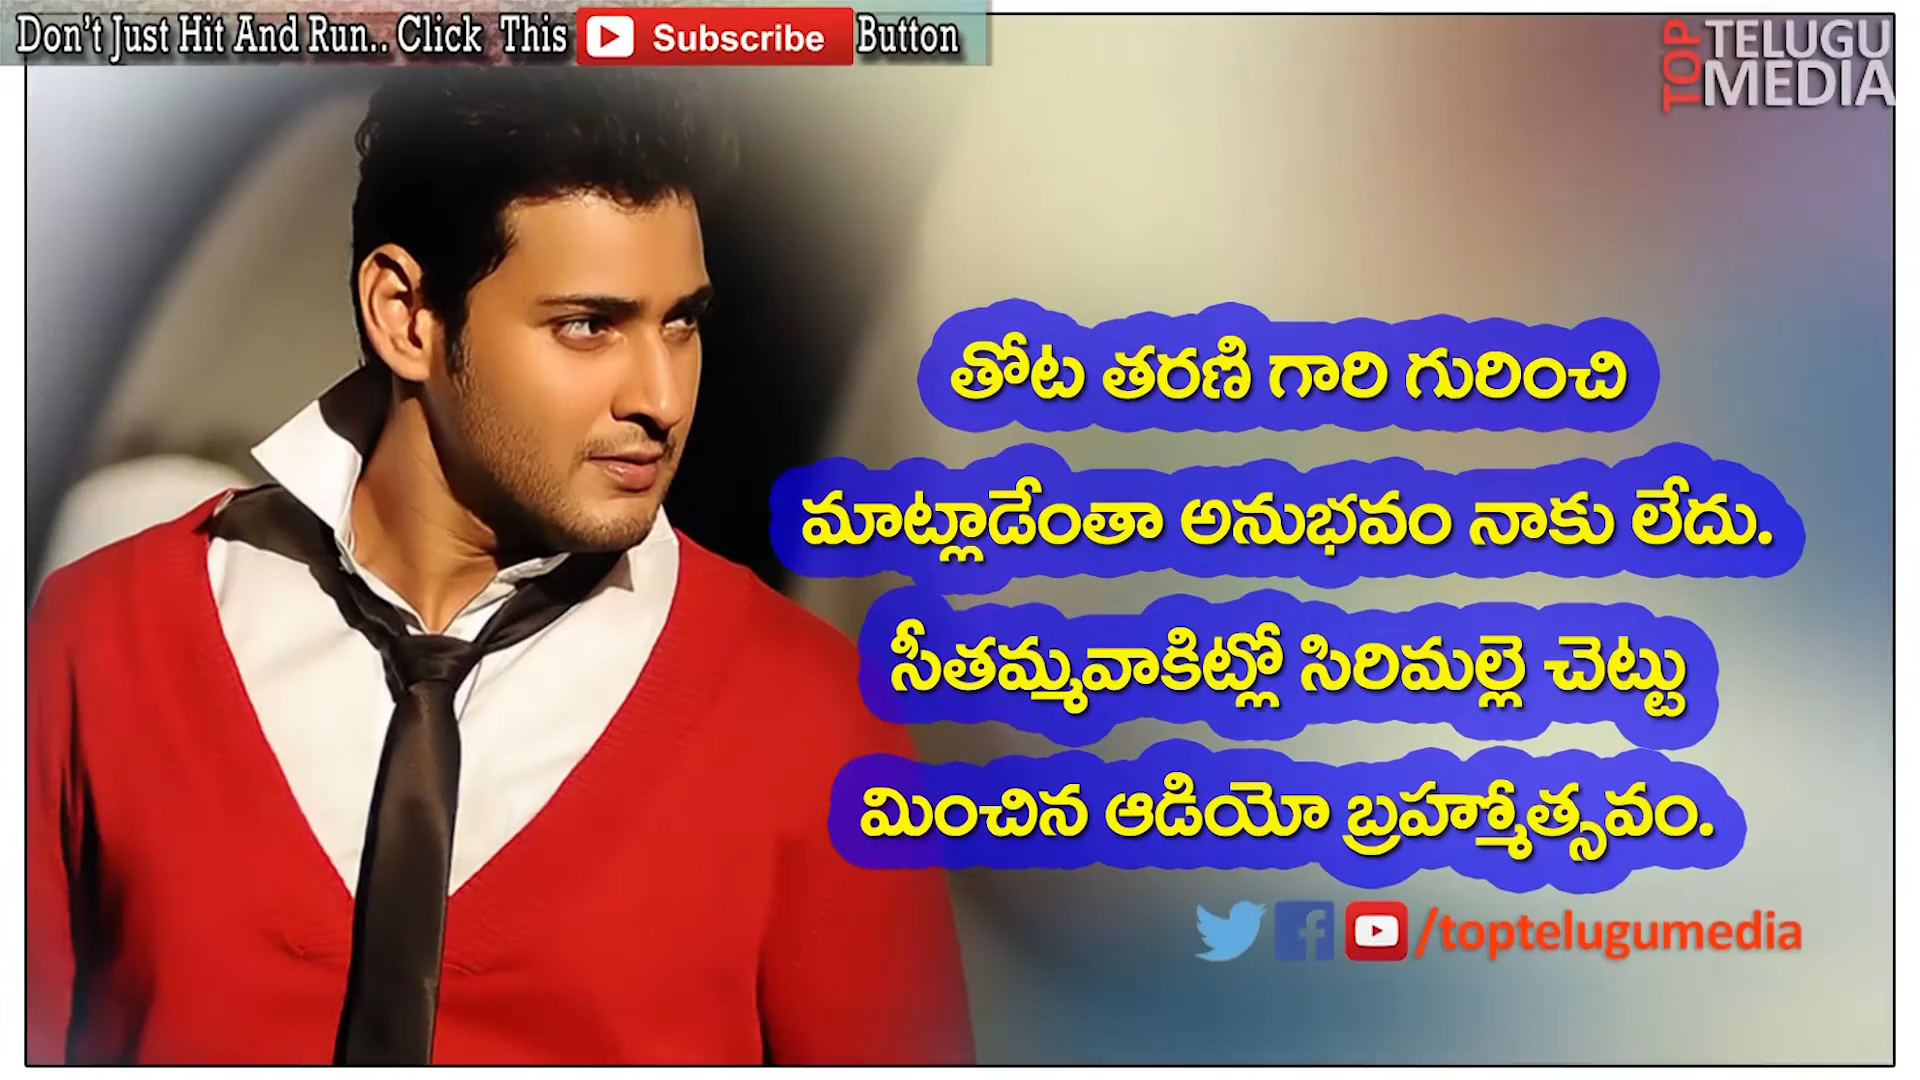 Don't Just Hit And Run.. Click This Subscribe Button
TOP TELUGU MEDIA
తోట తరణి గారి గురించి
మాట్లాడేంతా అనుభవం నాకు లేదు.
సీతమ్మవాకిట్లో సిరిమల్లె చెట్టు
మించిన ఆడియో బ్రహ్మోత్సవం.
/toptelugumedia